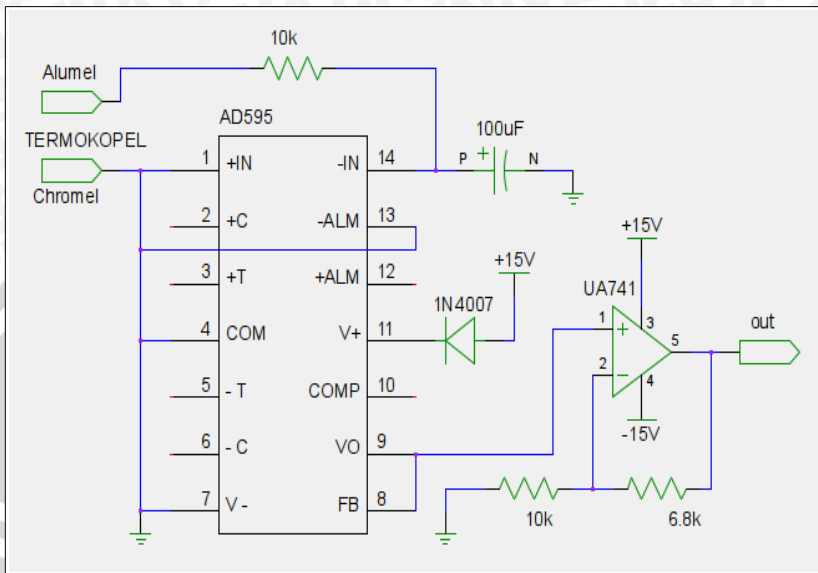 10k
Alumel
AD595
TERMOKOPEL
Chromel
100uF
P + N
1 +IN -IN 14
2 +C -ALM 13
3 +T +ALM 12
4 COM V+ 11
5 - T COMP 10
6 - C VO 9
7 V - FB 8
+15V
1N4007
+15V
UA741
1 +
2 −
3
4
5
out
-15V
10k
6.8k